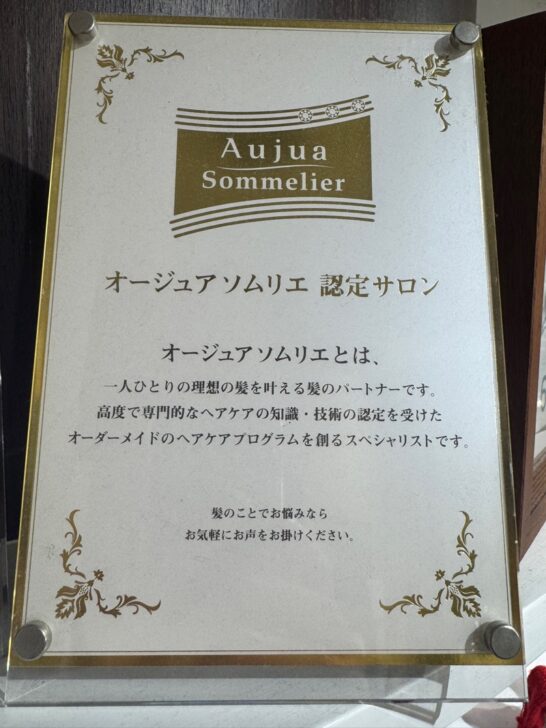 Aujua
Sommelier
オージュア ソムリエ 認定サロン
オージュア ソムリエとは、
一人ひとりの理想の髪を叶える髪のパートナーです。
高度で専門的なヘアケアの知識・技術の認定を受けた
オーダーメイドのヘアケアプログラムを創るスペシャリストです。
髪のことでお悩みなら
お気軽にお声をお掛けください。